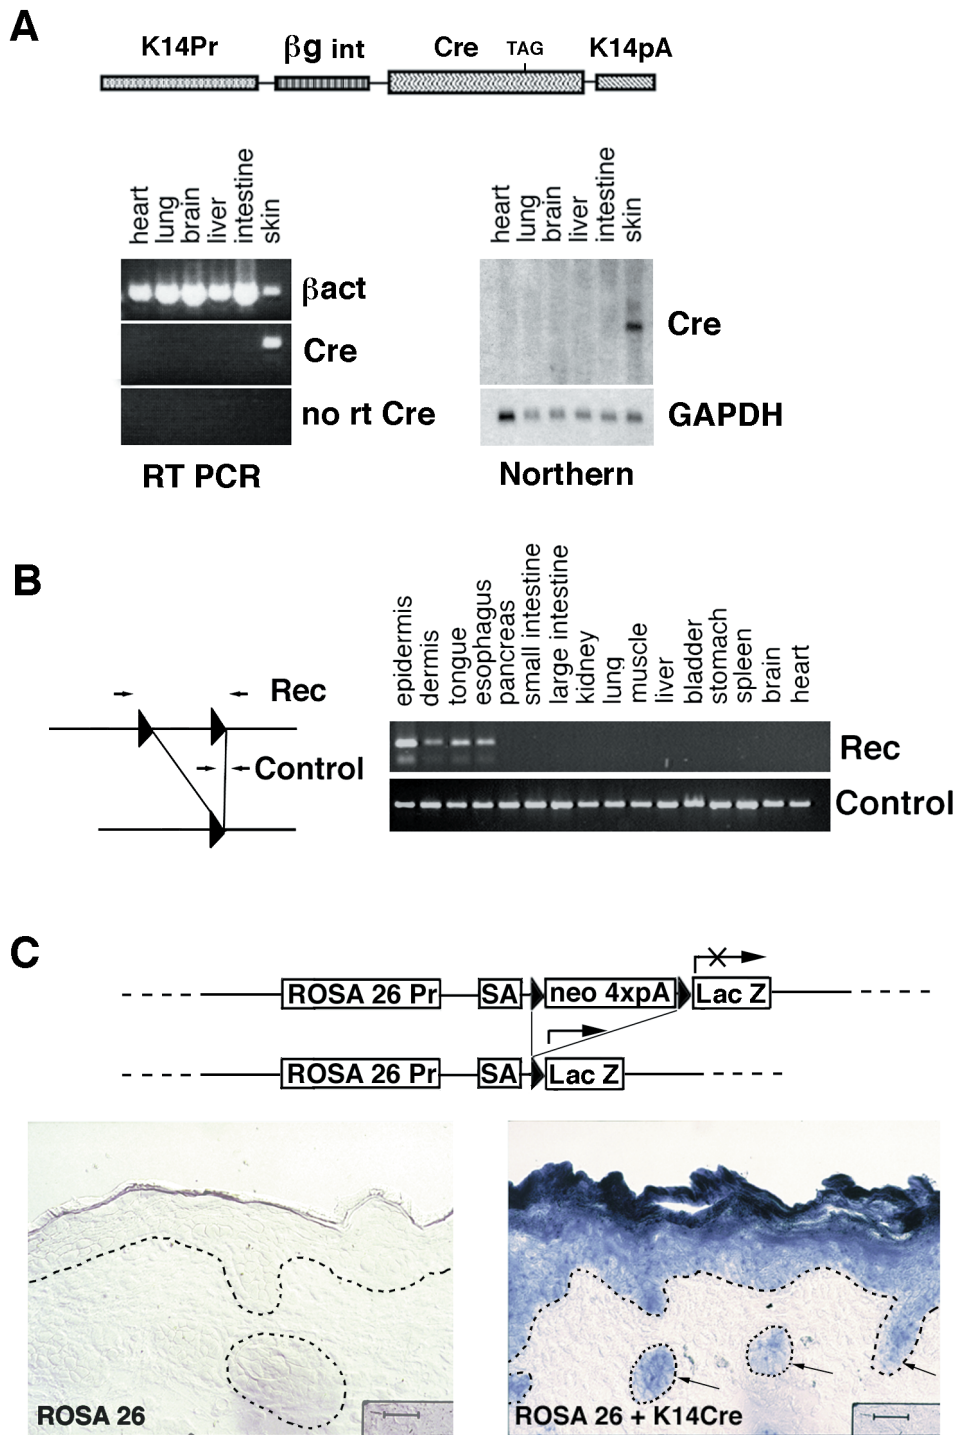 A
K14Pr
βg int
Cre
TAG
K14pA
heart
lung
brain
liver
intestine
skin
βact
Cre
no rt Cre
RT PCR
heart
lung
brain
liver
intestine
skin
Cre
GAPDH
Northern
B
Rec
Control
epidermis
dermis
tongue
esophagus
pancreas
small intestine
large intestine
kidney
lung
muscle
liver
bladder
stomach
spleen
brain
heart
Rec
Control
C
ROSA 26 Pr
SA
neo 4xpA
Lac Z
ROSA 26 Pr
SA
Lac Z
ROSA 26
ROSA 26 + K14Cre